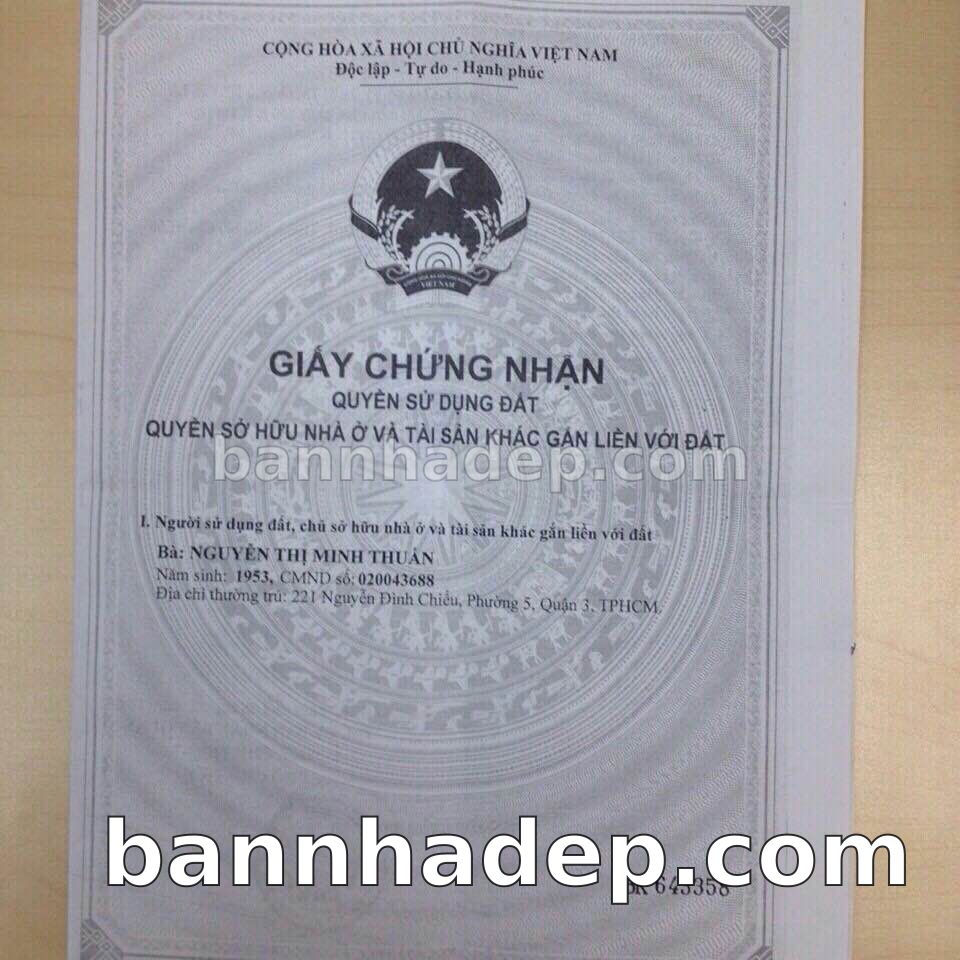 CỘNG HÒA XÃ HỘI CHỦ NGHĨA VIỆT NAM
Độc lập - Tự do - Hạnh phúc
VIỆT NAM
GIẤY CHỨNG NHẬN
QUYỀN SỬ DỤNG ĐẤT
QUYỀN SỞ HỮU NHÀ Ở VÀ TÀI SẢN KHÁC GẮN LIỀN VỚI ĐẤT
bannhadep.com
I. Người sử dụng đất, chủ sở hữu nhà ở và tài sản khác gắn liền với đất
Bà: NGUYỄN THỊ MINH THUẤN
Năm sinh: 1953, CMND số: 020043688
Địa chỉ thường trú: 221 Nguyễn Đình Chiểu, Phường 5, Quận 3, TPHCM.
bannhadep.com
643358